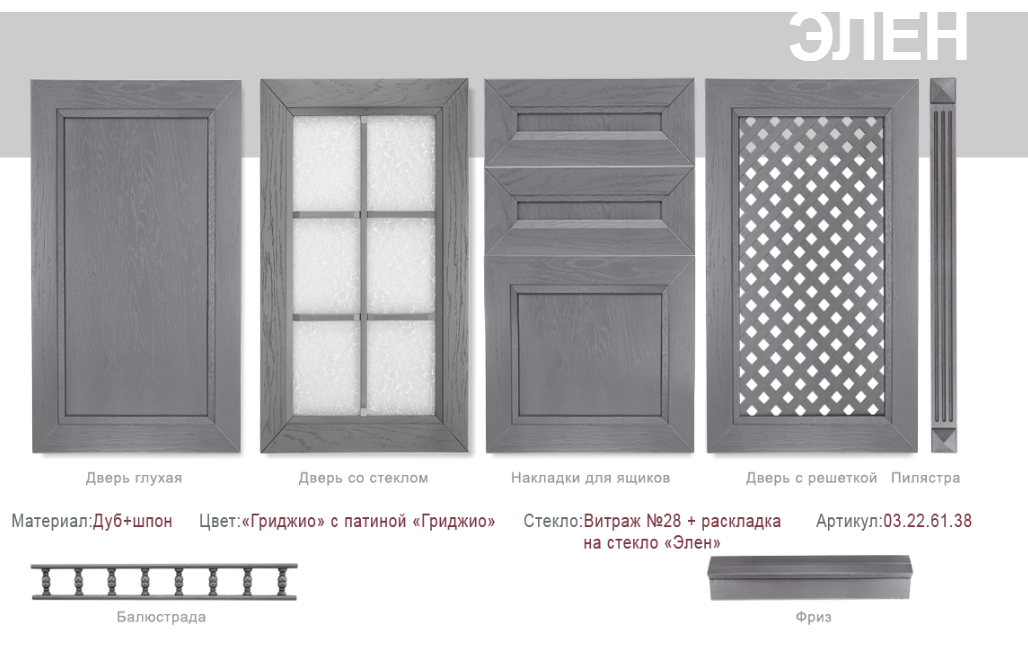 ЭЛЕН
Дверь глухая
Дверь со стеклом
Накладки для ящиков
Дверь с решеткой
Пилястра
Материал:Дуб+шпон
Цвет:«Гриджио» с патиной «Гриджио»
Стекло:Витраж №28 + раскладка
на стекло «Элен»
Артикул:03.22.61.38
Балюстрада
Фриз